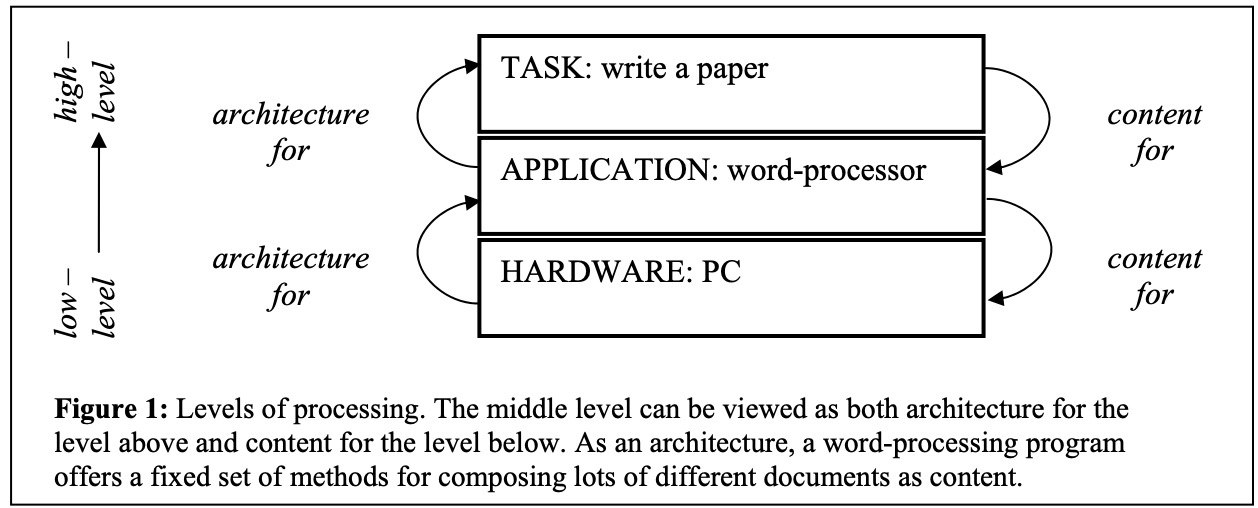 high –
level
low –
level
architecture
for
architecture
for
TASK: write a paper
APPLICATION: word-processor
HARDWARE: PC
content
for
content
for
Figure 1: Levels of processing. The middle level can be viewed as both architecture for the
level above and content for the level below. As an architecture, a word-processing program
offers a fixed set of methods for composing lots of different documents as content.